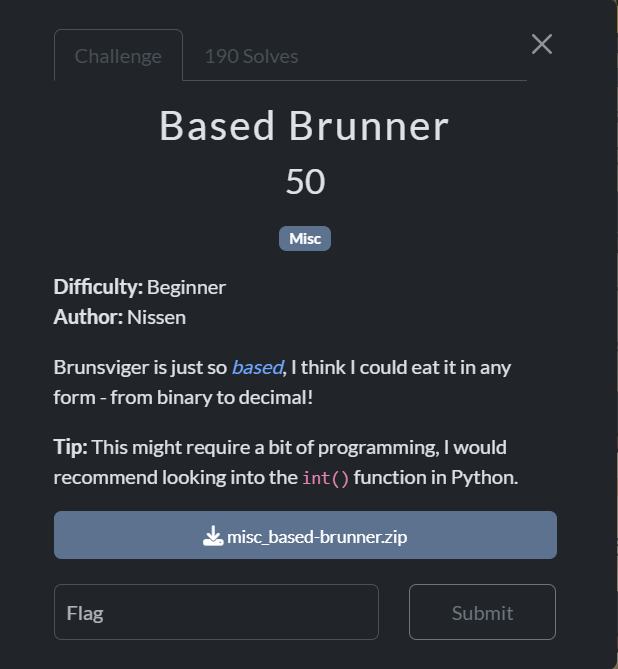 Challenge
190 Solves
Based Brunner
50
Misc
Difficulty: Beginner
Author: Nissen
Brunsviger is just so based, I think I could eat it in any
form - from binary to decimal!
Tip: This might require a bit of programming, I would
recommend looking into the int() function in Python.
misc_based-brunner.zip
Flag
Submit